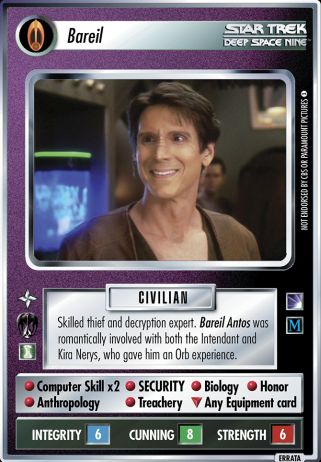 Bareil
STAR TREK
DEEP SPACE NINE
NOT ENDORSED BY CBS OR PARAMOUNT PICTURES
CIVILIAN
Skilled thief and decryption expert. Bareil Antos was
romantically involved with both the Intendant and
Kira Nerys, who gave him an Orb experience.
M
Computer Skill x2 SECURITY Biology Honor
Anthropology Treachery Any Equipment card
INTEGRITY 6 CUNNING 8 STRENGTH 6
ERRATA